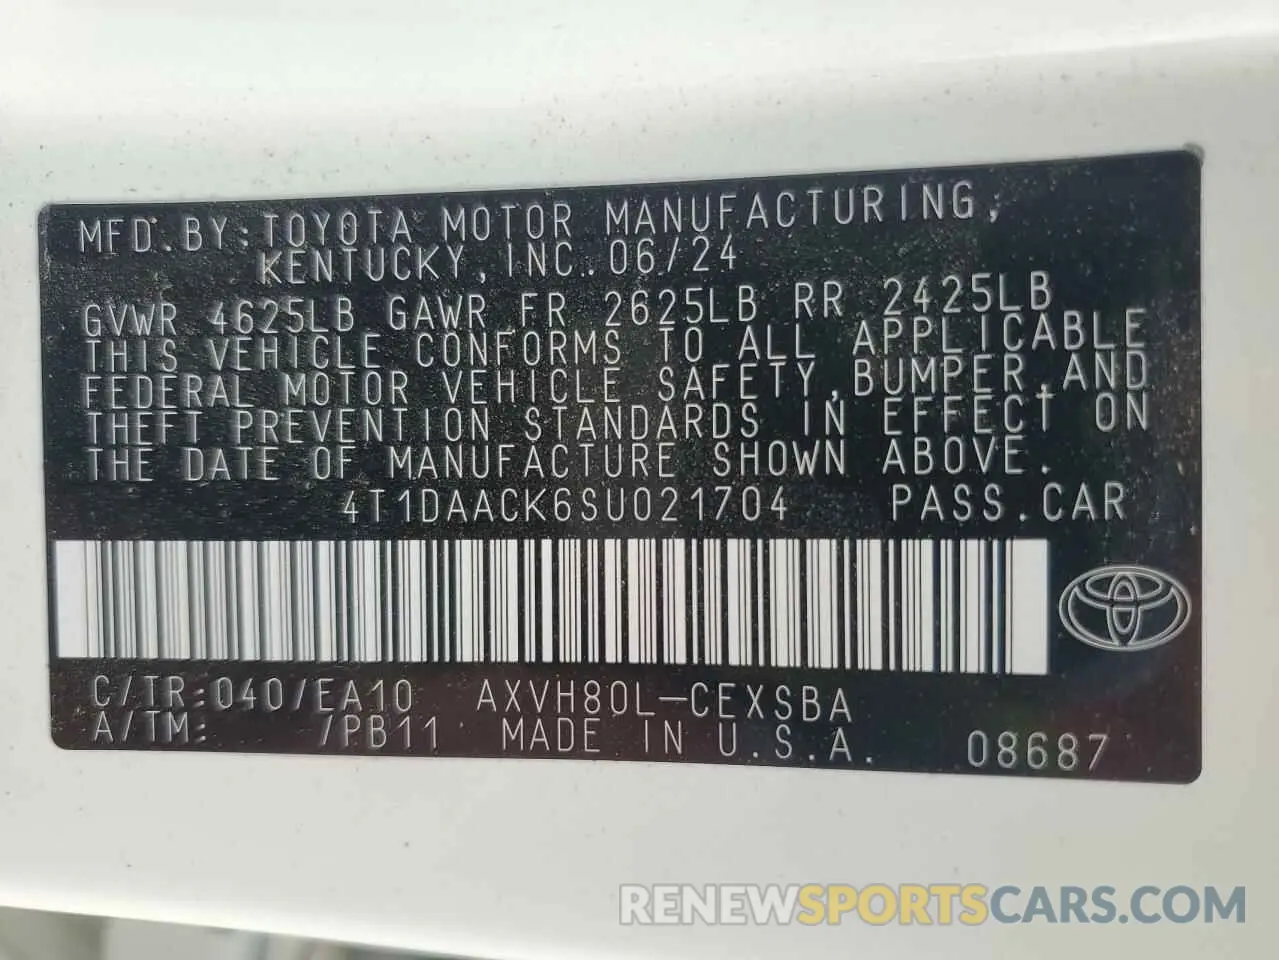 MFD.BY:TOYOTA MOTOR MANUFACTURING,
KENTUCKY, INC. 06/24
GVWR 4625LB GAWR FR 2625LB RR 2425LB
THIS VEHICLE CONFORMS TO ALL APPLICABLE
FEDERAL MOTOR VEHICLE SAFETY, BUMPER, AND
THEFT PREVENTION STANDARDS IN EFFECT ON
THE DATE OF MANUFACTURE SHOWN ABOVE.
4T1DAACK6SU021704 PASS.CAR
C/TR:040/EA10 AXVH80L-CEXSBA
A/TM: /PB11 MADE IN U.S.A. 08687
RENEWSPORTSCARS.COM